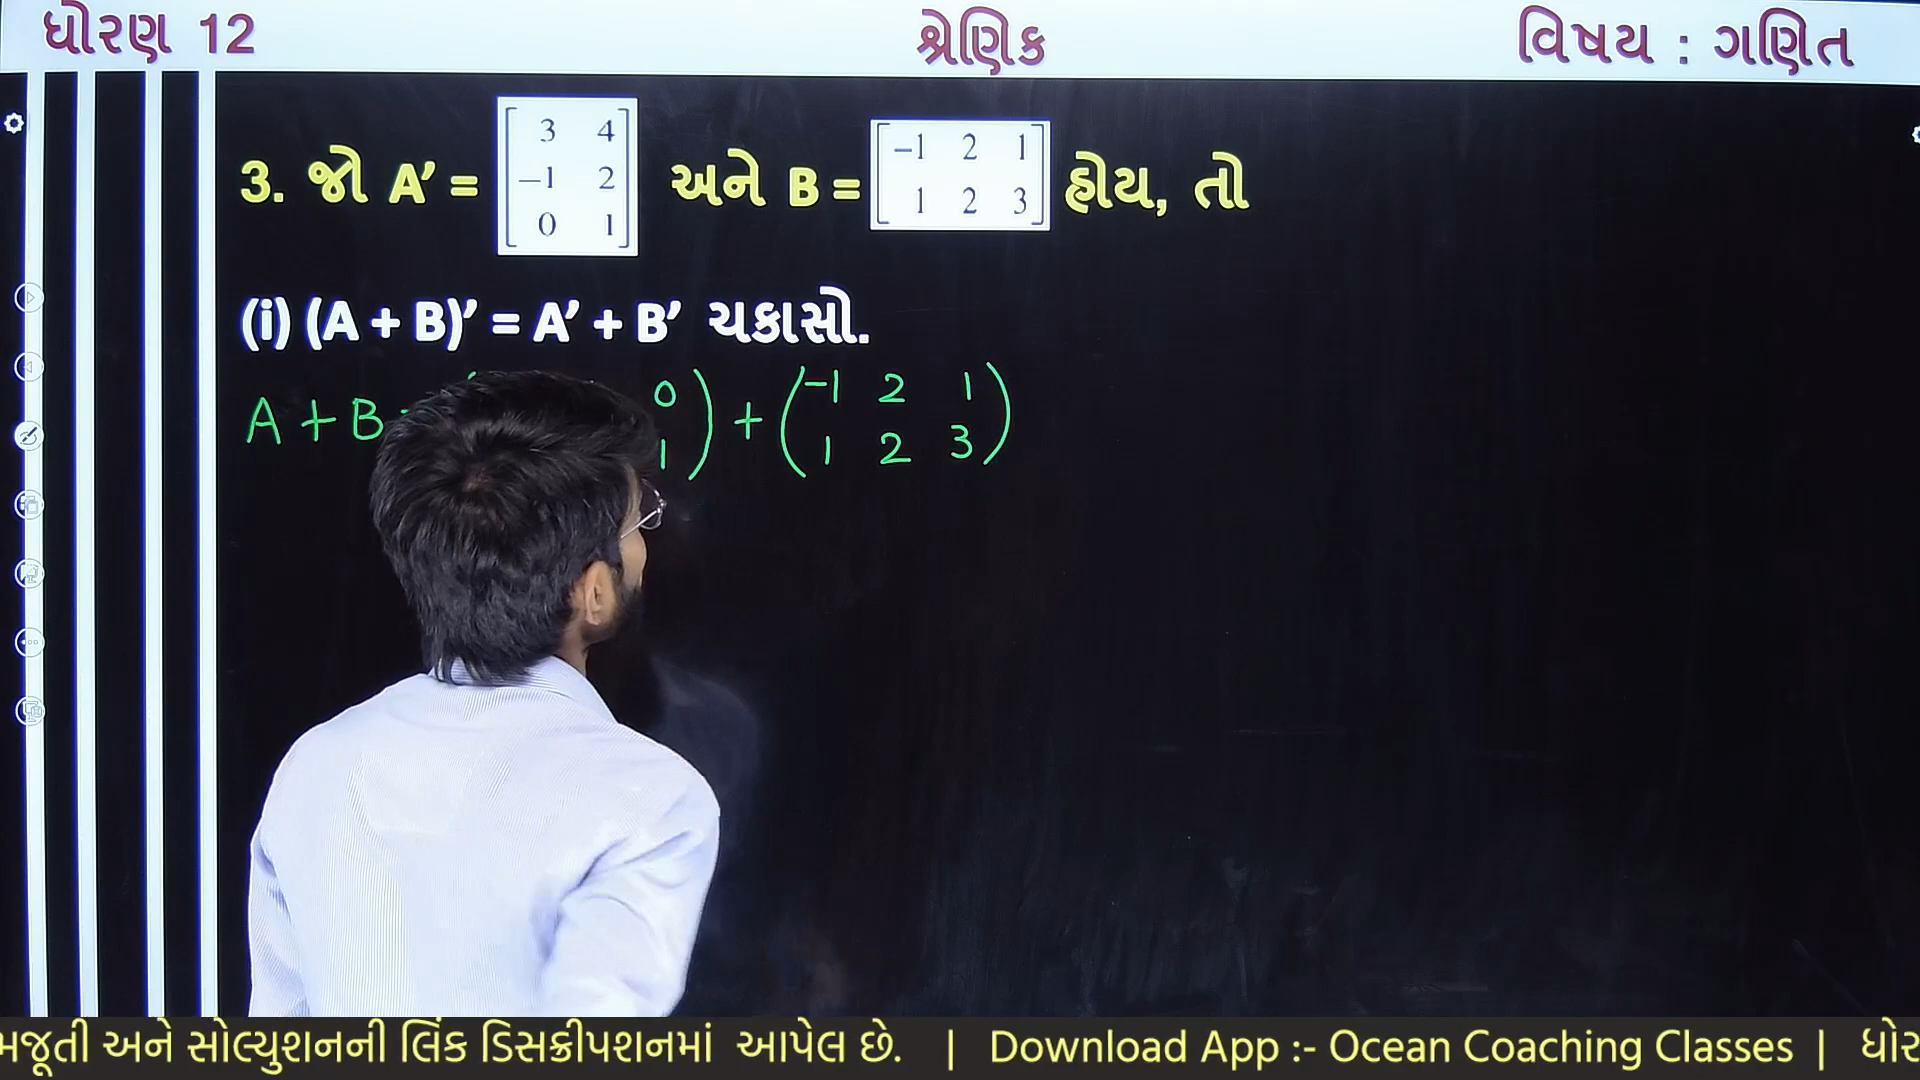 ધોરણ 12 શ્રેણિક વિષય : ગણિત
3. જો A′ = [3 4 અને B = [−1 2 1 હોય, તો
−1 2 1 2 3]
0 1]
(i) (A + B)′ = A′ + B′ ચકાસો.
A + B 0) + (−1 2 1)
1) (1 2 3)
અને સોલ્યુશનની લિંક ડિસક્રીપશનમાં આપેલ છે. | Download App :- Ocean Coaching Classes |